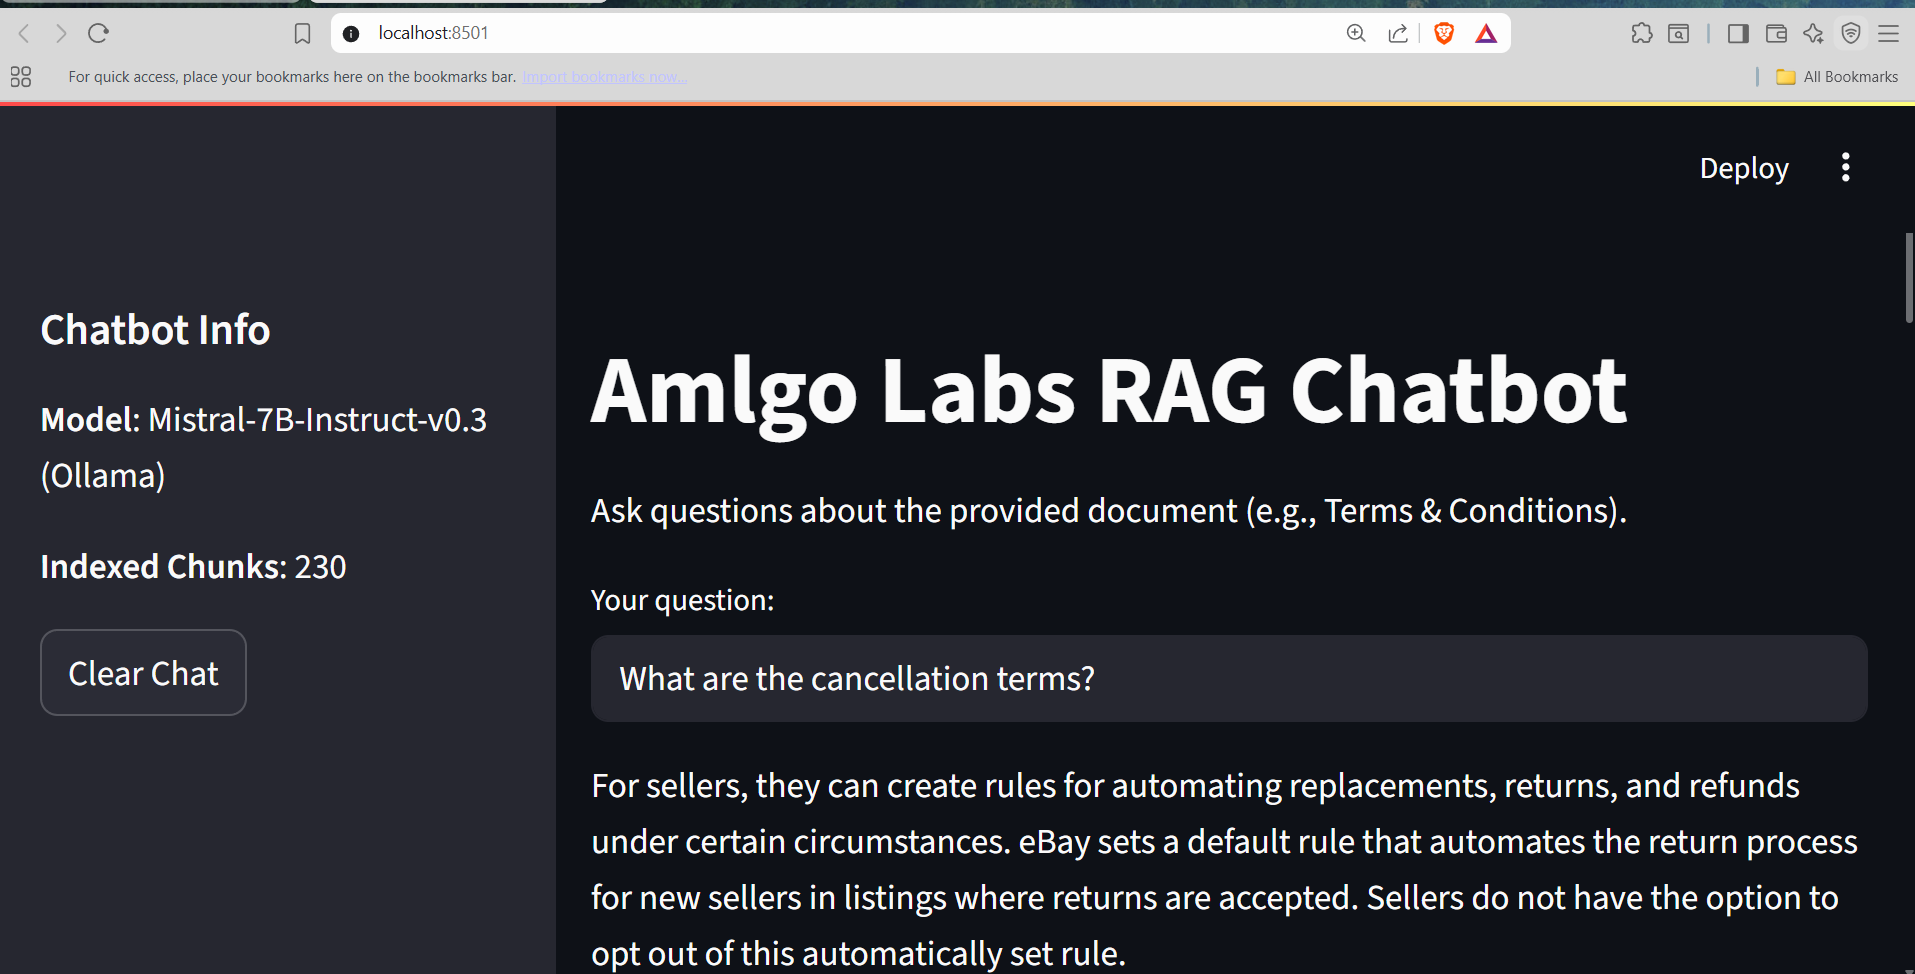 localhost:8501
For quick access, place your bookmarks here on the bookmarks bar. Import bookmarks now...
All Bookmarks
Deploy
Chatbot Info
Model: Mistral-7B-Instruct-v0.3
(Ollama)
Indexed Chunks: 230
Clear Chat
Amlgo Labs RAG Chatbot
Ask questions about the provided document (e.g., Terms & Conditions).
Your question:
What are the cancellation terms?
For sellers, they can create rules for automating replacements, returns, and refunds
under certain circumstances. eBay sets a default rule that automates the return process
for new sellers in listings where returns are accepted. Sellers do not have the option to
opt out of this automatically set rule.